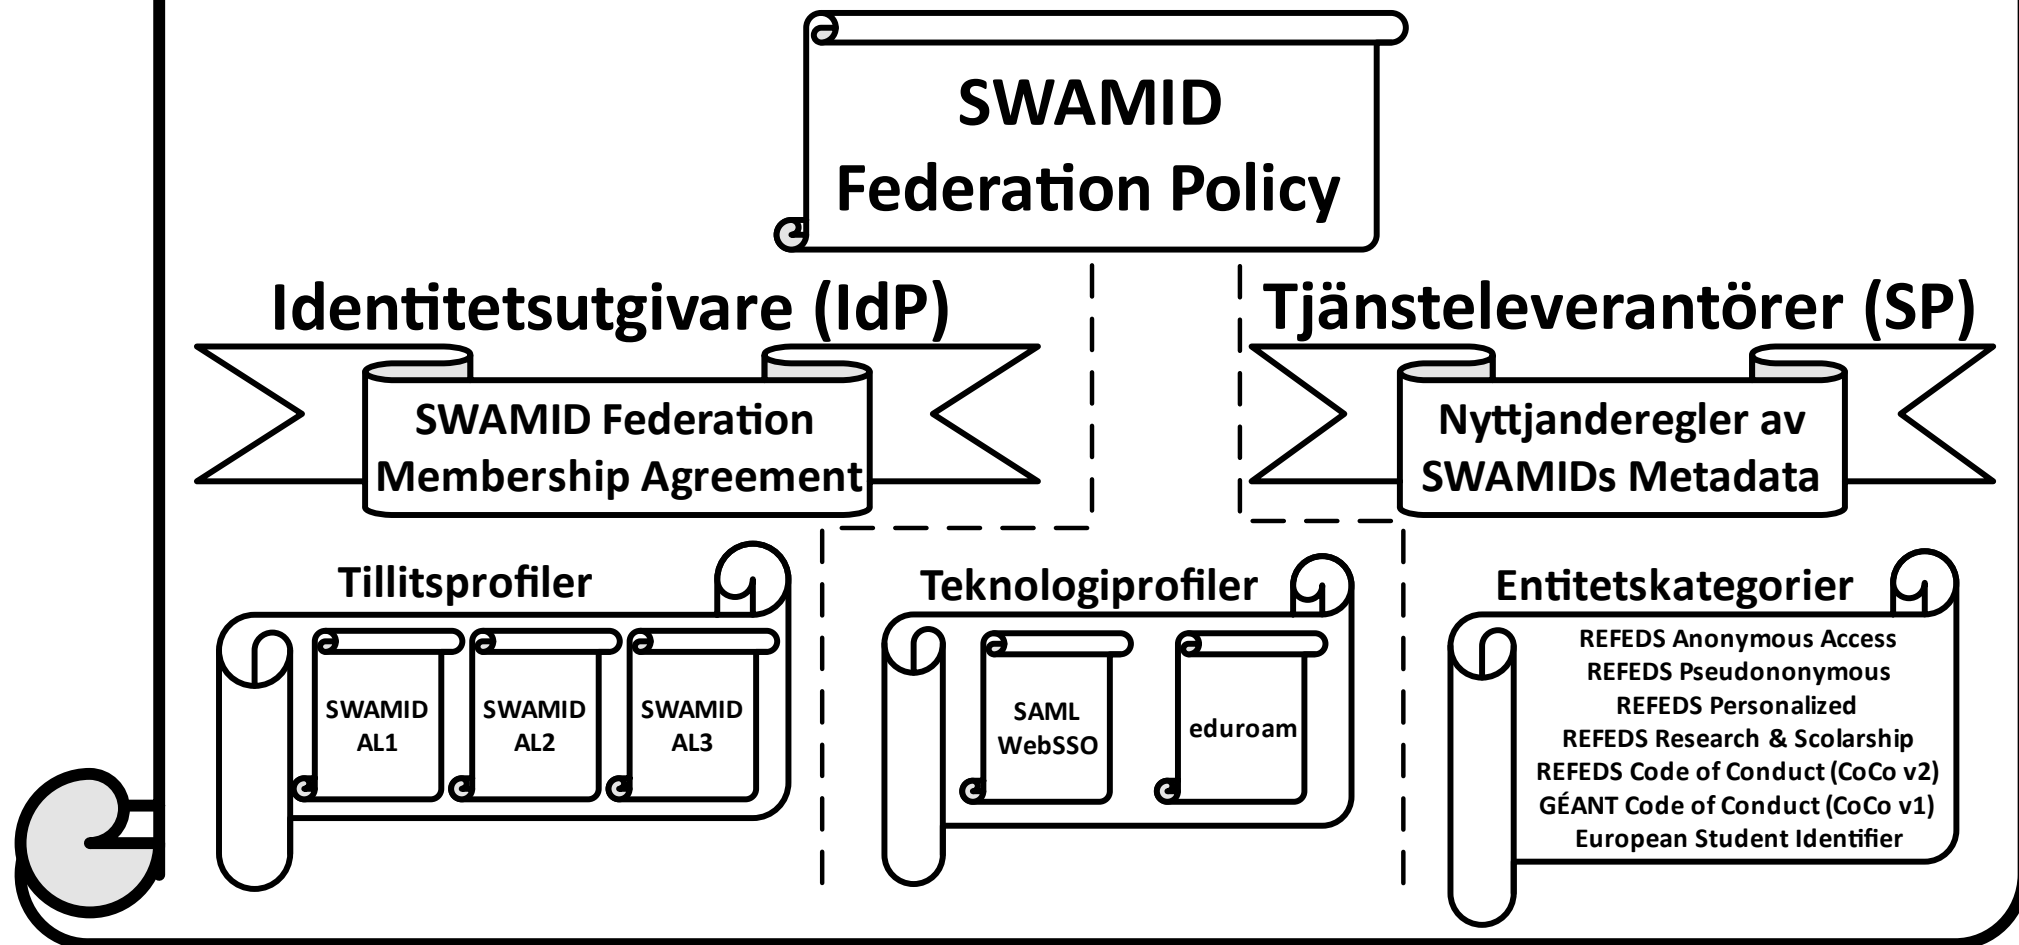 SWAMID
Federation Policy
Identitetsutgivare (IdP)
SWAMID Federation
Membership Agreement
Tjänsteleverantörer (SP)
Nyttjanderegler av
SWAMIDs Metadata
Tillitsprofiler
SWAMID
AL1
SWAMID
AL2
SWAMID
AL3
Teknologiprofiler
SAML
WebSSO
eduroam
Entitetskategorier
REFEDS Anonymous Access
REFEDS Pseudononymous
REFEDS Personalized
REFEDS Research & Scolarship
REFEDS Code of Conduct (CoCo v2)
GÉANT Code of Conduct (CoCo v1)
European Student Identifier